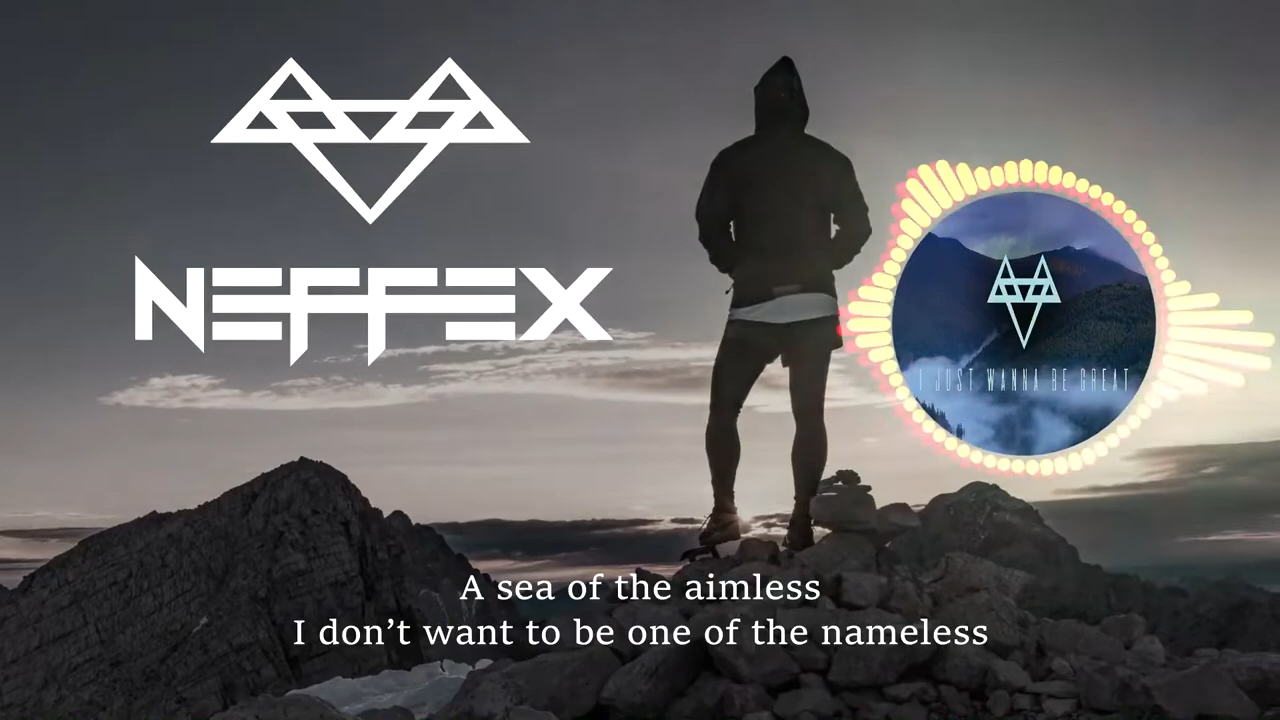 NEFFEX
I JUST WANNA BE GREAT
A sea of the aimless
I don’t want to be one of the nameless